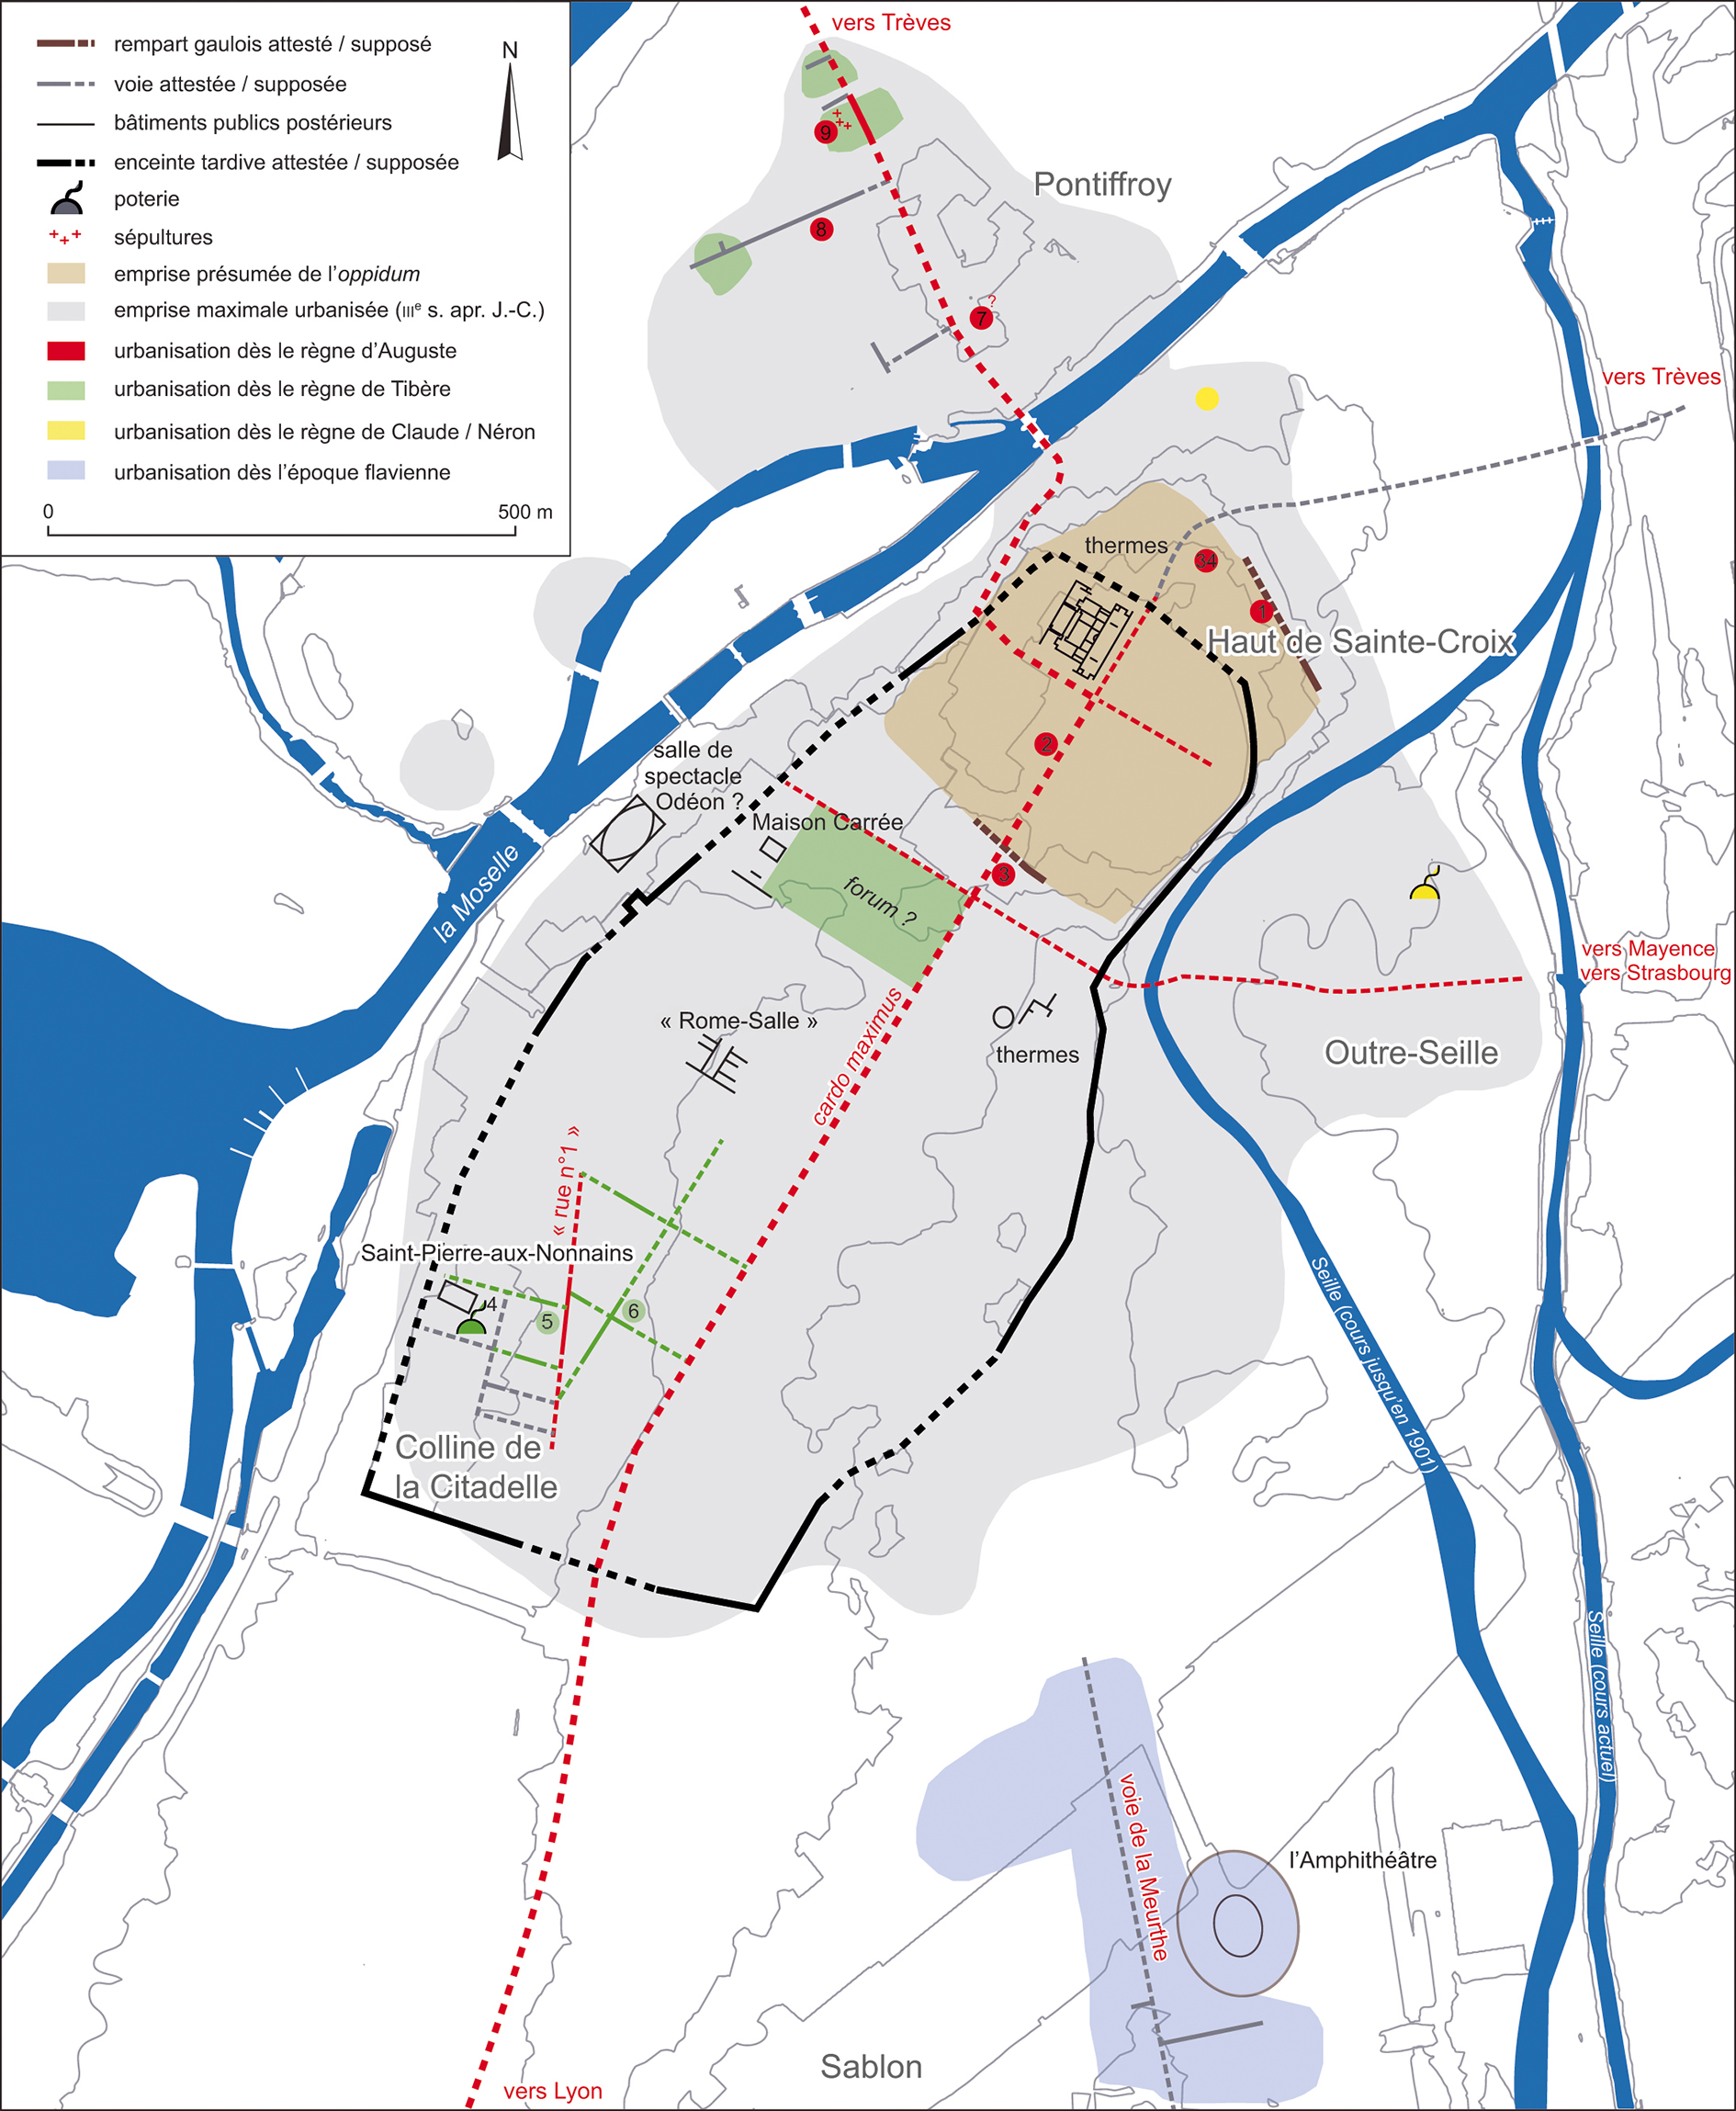 rempart gaulois attesté / supposé
voie attestée / supposée
bâtiments publics postérieurs
enceinte tardive attestée / supposée
poterie
sépultures
emprise présumée de l'oppidum
emprise maximale urbanisée (IIIe s. apr. J.-C.)
urbanisation dès le règne d'Auguste
urbanisation dès le règne de Tibère
urbanisation dès le règne de Claude / Néron
urbanisation dès l'époque flavienne
0
500 m
N
vers Trèves
9
Pontiffroy
8
?
7
vers Trèves
thermes
34
1
Haut de Sainte-Croix
2
salle de
spectacle
Odéon ?
Maison Carrée
3
forum ?
la Moselle
vers Mayence
vers Strasbourg
cardo maximus
« Rome-Salle »
thermes
Outre-Seille
« rue n°1 »
Saint-Pierre-aux-Nonnains
4
5
6
Seille (cours jusqu'en 1901)
Colline de
la Citadelle
Seille (cours actuel)
voie de la Meurthe
l'Amphithéâtre
Sablon
vers Lyon